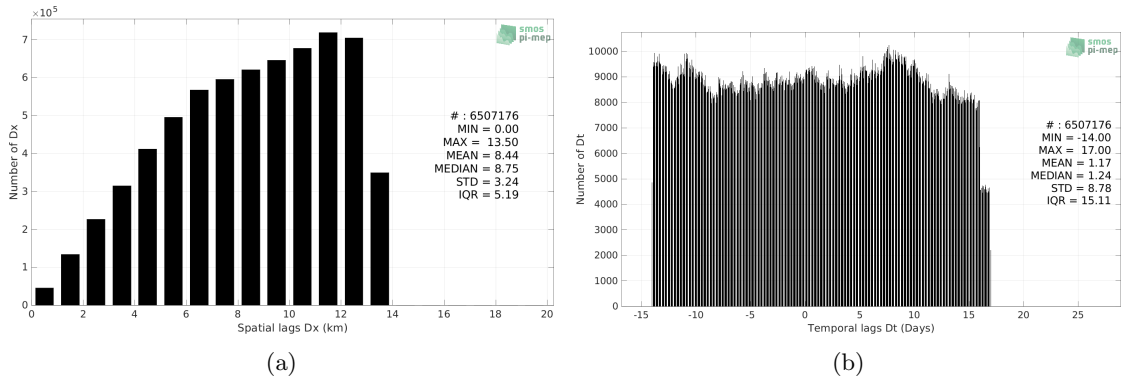 ×10⁵
7
6
5
4
3
2
1
0
Number of Dx
0 2 4 6 8 10 12 14 16 18 20
Spatial lags Dx (km)
smos
pi-mep
# : 6507176
MIN = 0.00
MAX = 13.50
MEAN = 8.44
MEDIAN = 8.75
STD = 3.24
IQR = 5.19
(a)
10000
9000
8000
7000
6000
5000
4000
3000
2000
1000
0
Number of Dt
-15 -10 -5 0 5 10 15 20 25
Temporal lags Dt (Days)
smos
pi-mep
# : 6507176
MIN = -14.00
MAX = 17.00
MEAN = 1.17
MEDIAN = 1.24
STD = 8.78
IQR = 15.11
(b)